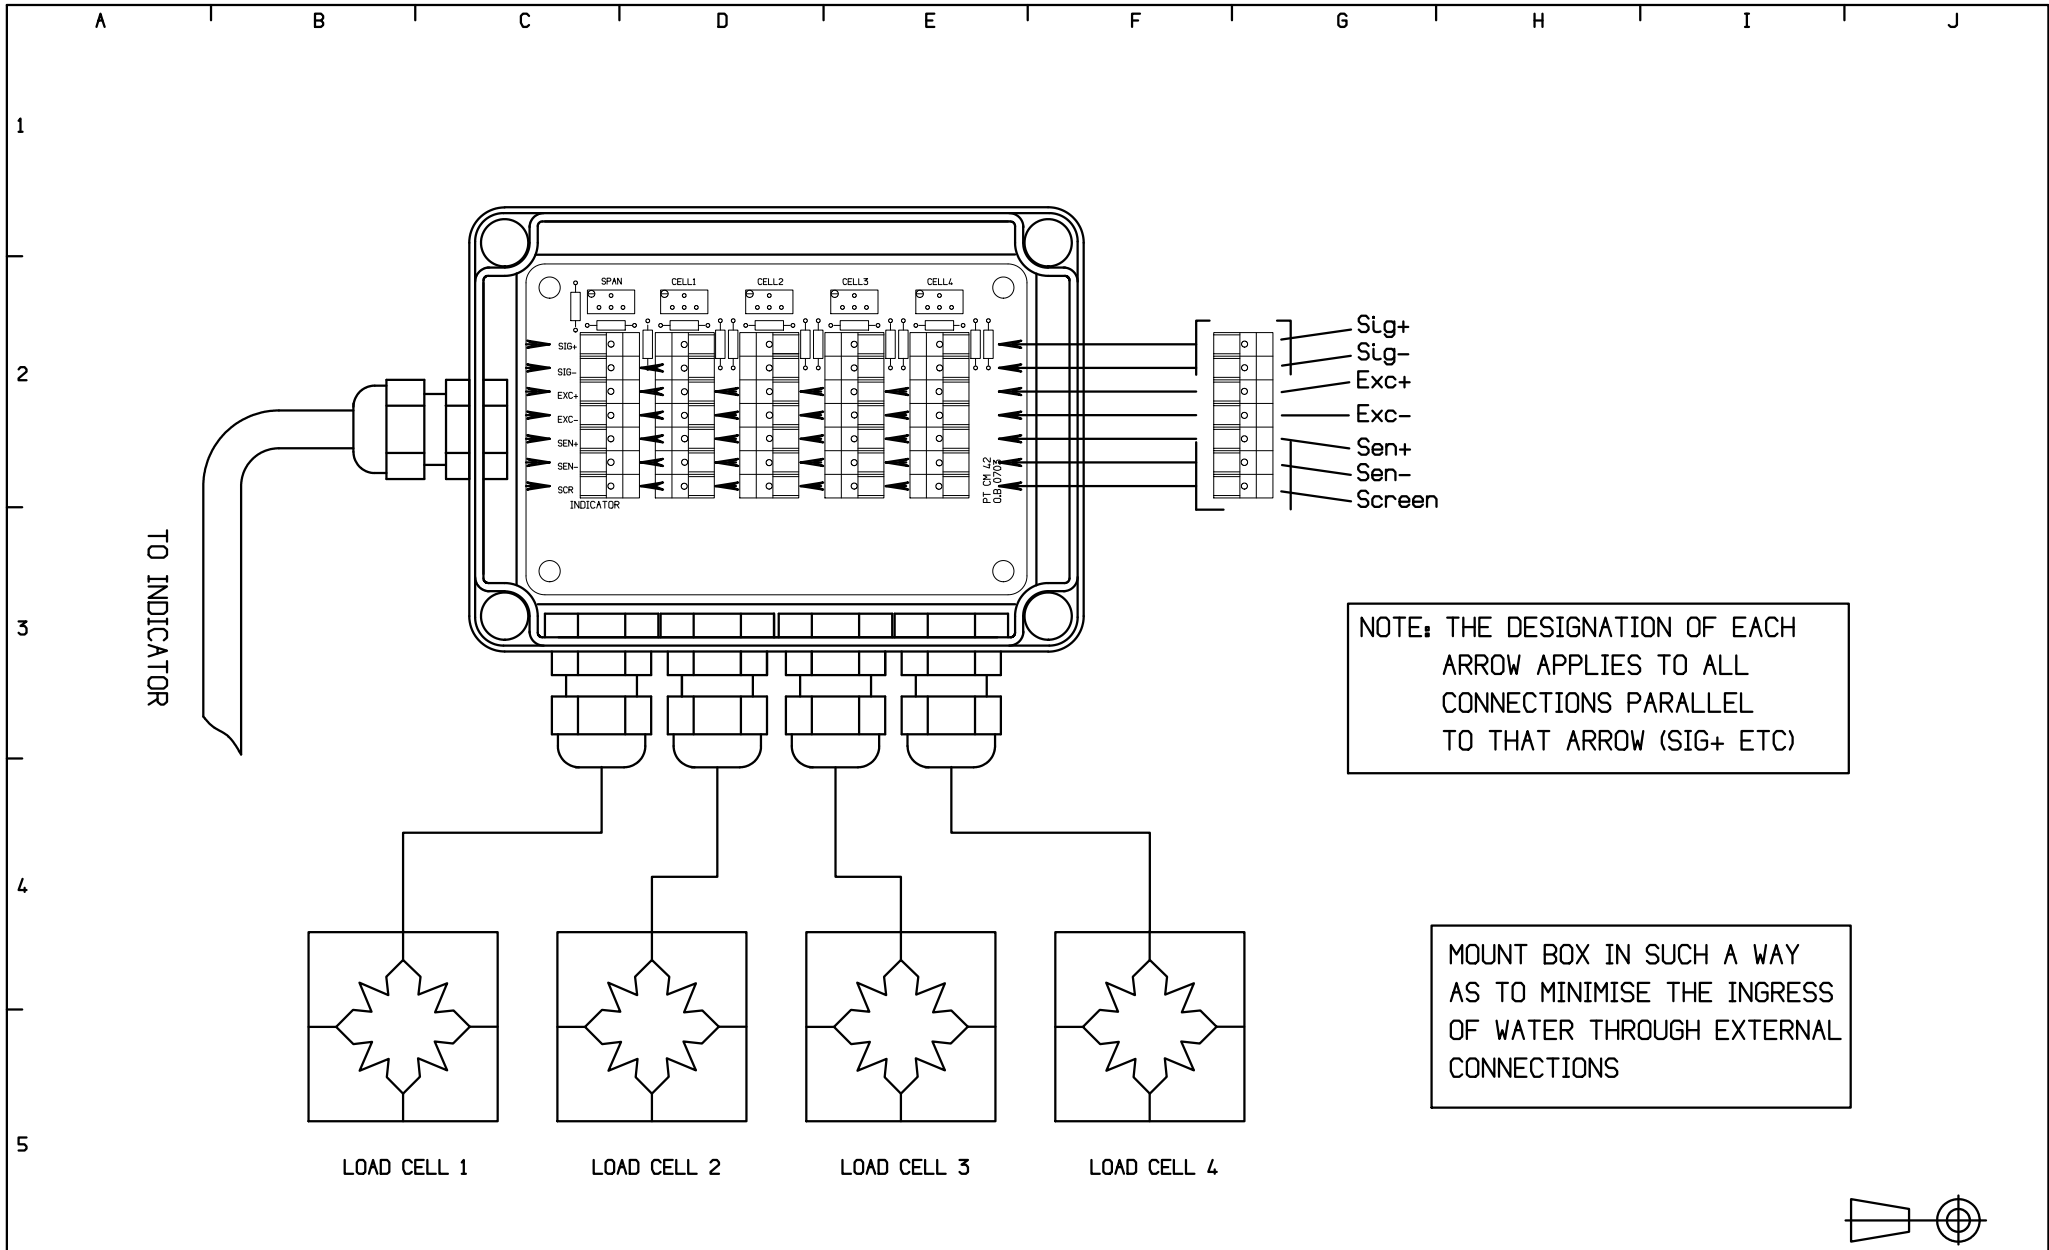 A B C D E F G H I J
1
SPAN CELL1 CELL2 CELL3 CELL4
SIG+
SIG-
EXC+
EXC-
SEN+
SEN-
SCR
INDICATOR
PT CM 42
O.B 0703
Sig+
Sig-
Exc+
Exc-
Sen+
Sen-
Screen
2
TO INDICATOR
3
NOTE: THE DESIGNATION OF EACH
ARROW APPLIES TO ALL
CONNECTIONS PARALLEL
TO THAT ARROW (SIG+ ETC)
4
MOUNT BOX IN SUCH A WAY
AS TO MINIMISE THE INGRESS
OF WATER THROUGH EXTERNAL
CONNECTIONS
5
LOAD CELL 1 LOAD CELL 2 LOAD CELL 3 LOAD CELL 4